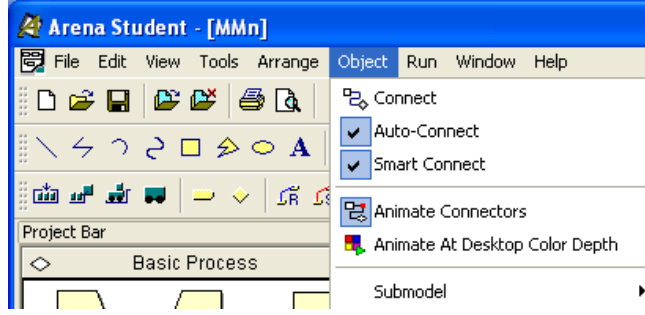 Arena Student - [MMn]
File Edit View Tools Arrange Object Run Window Help
Connect
Auto-Connect
Smart Connect
Animate Connectors
Animate At Desktop Color Depth
Submodel
A
R
Project Bar
Basic Process